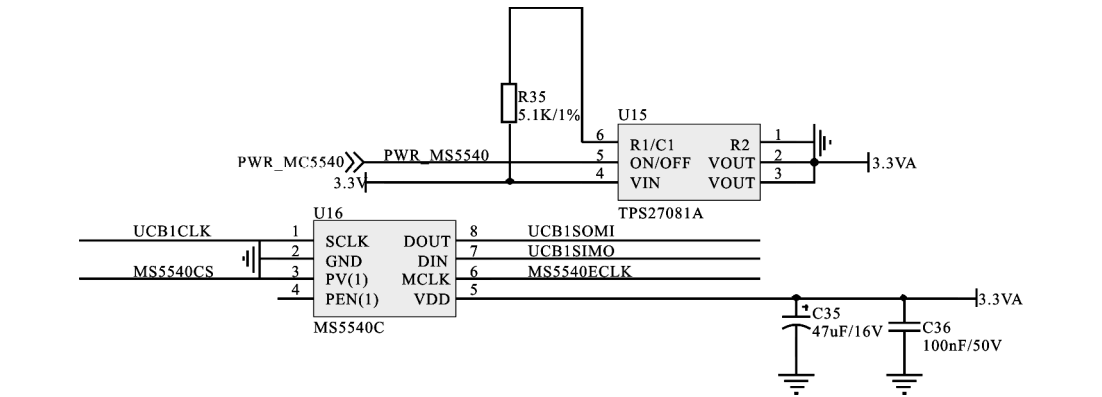 R35
5.1K/1%
U15
6 R1/C1 R2 1
PWR_MC5540 PWR_MS5540 5 ON/OFF VOUT 2 3.3VA
3.3V 4 VIN VOUT 3
TPS27081A
U16
UCB1CLK 1 SCLK DOUT 8 UCB1SOMI
2 GND DIN 7 UCB1SIMO
MS5540CS 3 PV(1) MCLK 6 MS5540ECLK
4 PEN(1) VDD 5 3.3VA
MS5540C
C35
47uF/16V
C36
100nF/50V